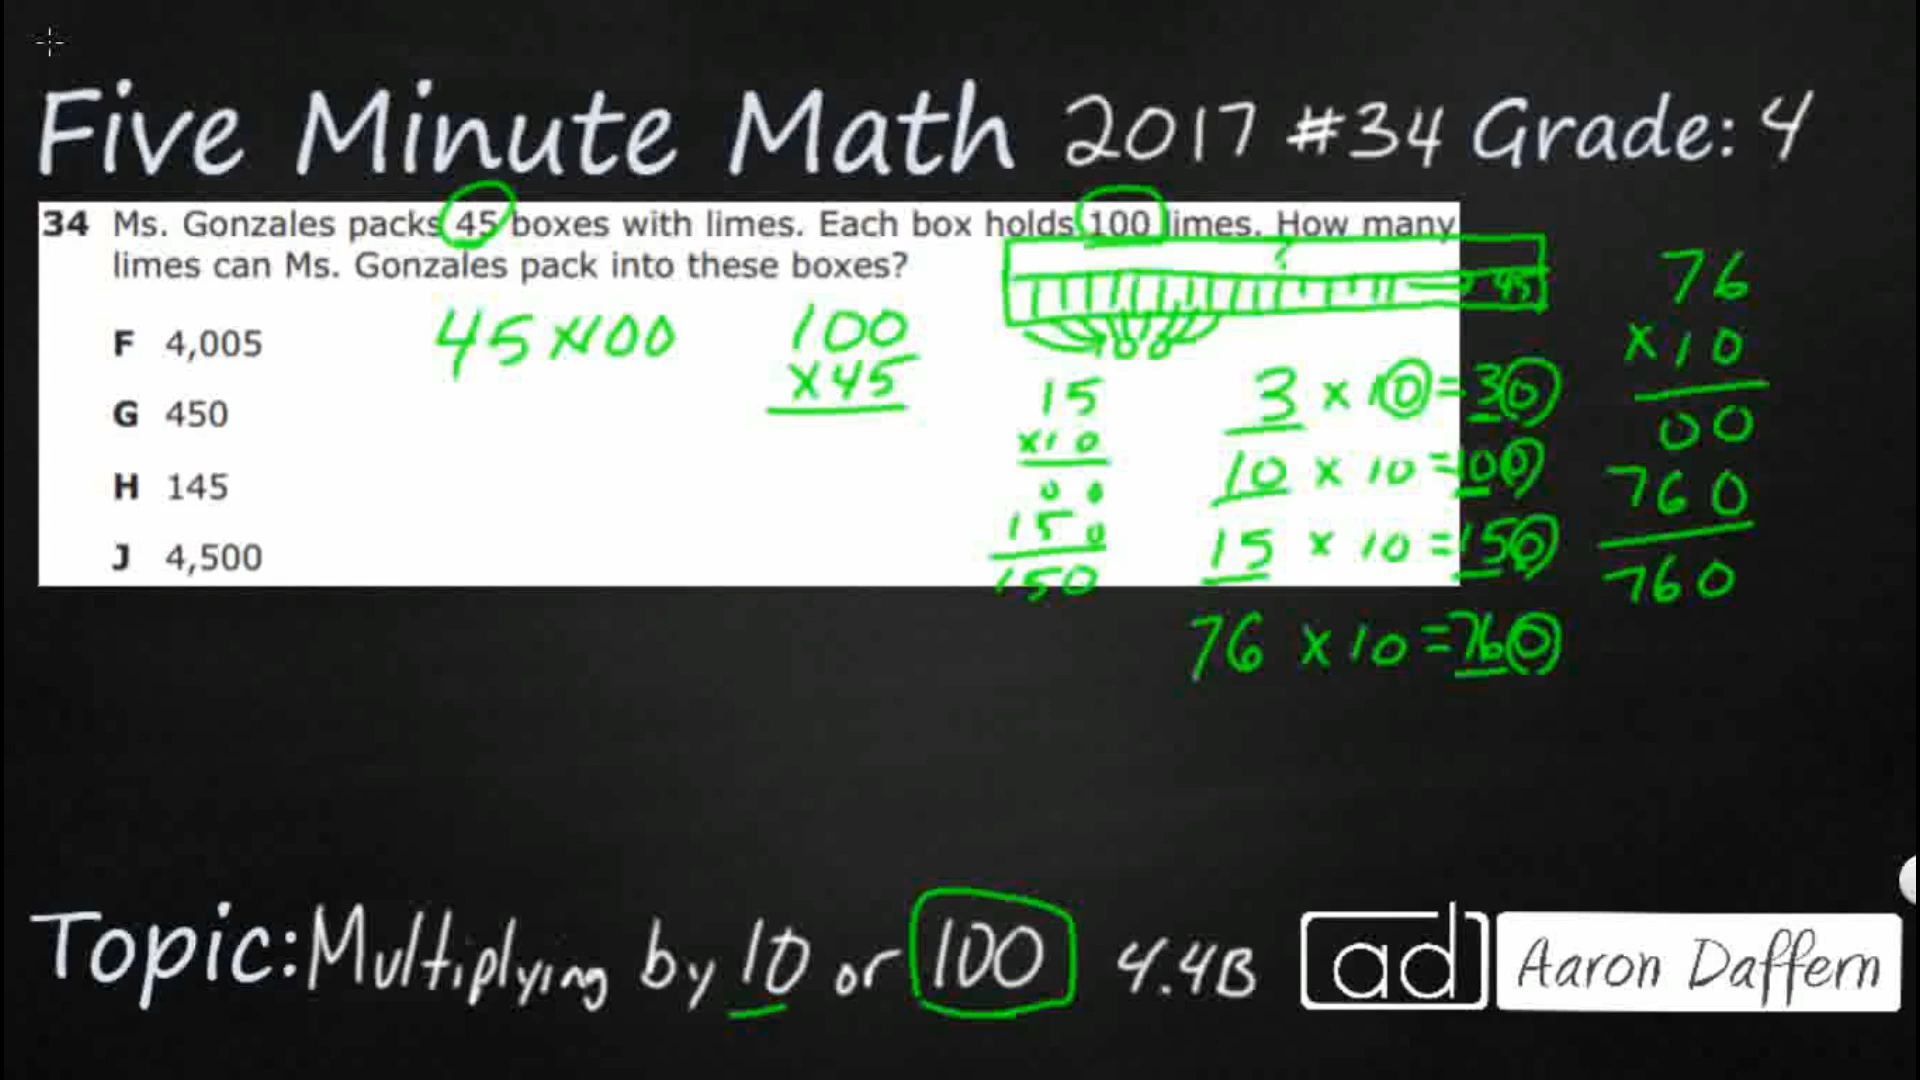 Five Minute Math 2017 #34 Grade: 4
34 Ms. Gonzales packs 45 boxes with limes. Each box holds 100 limes. How many
limes can Ms. Gonzales pack into these boxes?
?
45
100
F 4,005
G 450
H 145
J 4,500
45 x 100
100
x 45
15
x10
00
150
150
3 x 10 = 30
10 x 10 = 100
15 x 10 = 150
76 x 10 = 760
76
x 10
00
760
760
Topic: Multiplying by 10 or 100 4.4B
ad Aaron Daffern